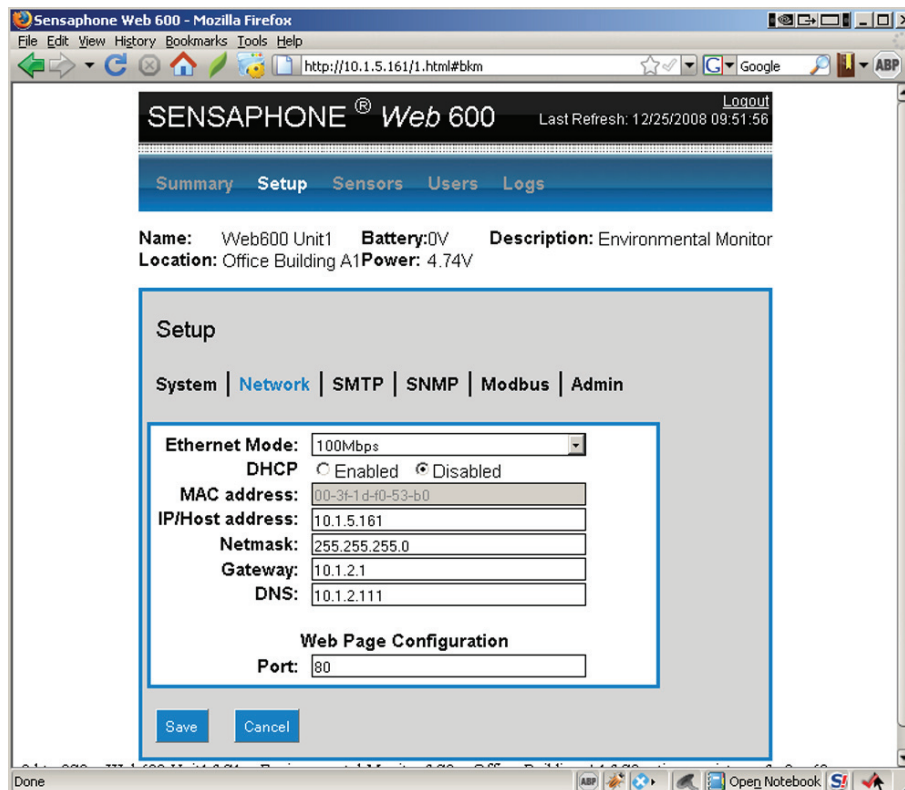 Sensaphone Web 600 - Mozilla Firefox
File Edit View History Bookmarks Tools Help
http://10.1.5.161/1.html#bkm
G Google
ABP
SENSAPHONE ® Web 600
Logout
Last Refresh: 12/25/2008 09:51:56
Summary Setup Sensors Users Logs
Name: Web600 Unit1 Battery:0V Description: Environmental Monitor
Location: Office Building A1 Power: 4.74V
Setup
System | Network | SMTP | SNMP | Modbus | Admin
Ethernet Mode: 100Mbps
DHCP Enabled Disabled
MAC address: 00-3f-1d-f0-53-b0
IP/Host address: 10.1.5.161
Netmask: 255.255.255.0
Gateway: 10.1.2.1
DNS: 10.1.2.111
Web Page Configuration
Port: 80
Save Cancel
Done ABP Open Notebook S!